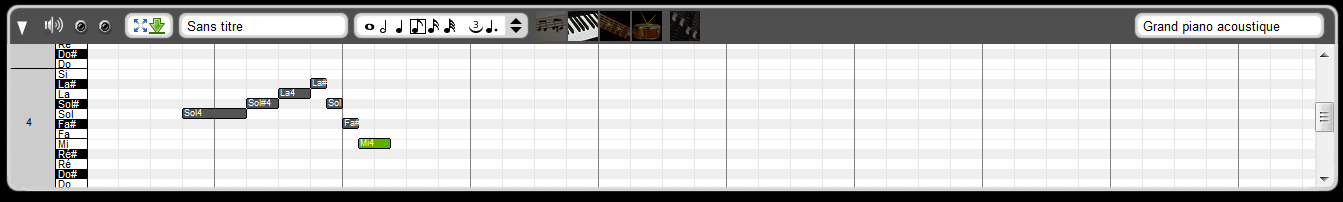 Sans titre
3
Grand piano acoustique
Ré
Do#
Do
Si
La#
La
Sol#
Sol
Fa#
Fa
Mi
Ré#
Ré
Do#
Do
4
La#
La4
Sol#4
Sol
Sol4
Fa#
Mi4